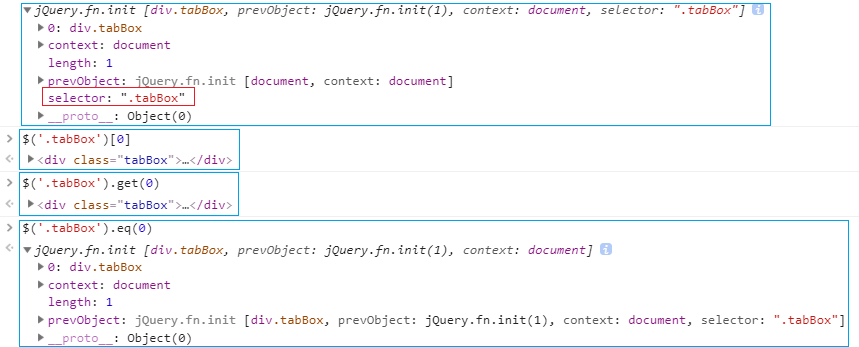 ▼jQuery.fn.init [div.tabBox, prevObject: jQuery.fn.init(1), context: document, selector: ".tabBox"] i
▶0: div.tabBox
▶context: document
length: 1
▶prevObject: jQuery.fn.init [document, context: document]
selector: ".tabBox"
▶__proto__: Object(0)
> $('.tabBox')[0]
▶<div class="tabBox">…</div>
> $('.tabBox').get(0)
▶<div class="tabBox">…</div>
> $('.tabBox').eq(0)
▼jQuery.fn.init [div.tabBox, prevObject: jQuery.fn.init(1), context: document] i
▶0: div.tabBox
▶context: document
length: 1
▶prevObject: jQuery.fn.init [div.tabBox, prevObject: jQuery.fn.init(1), context: document, selector: ".tabBox"]
▶__proto__: Object(0)